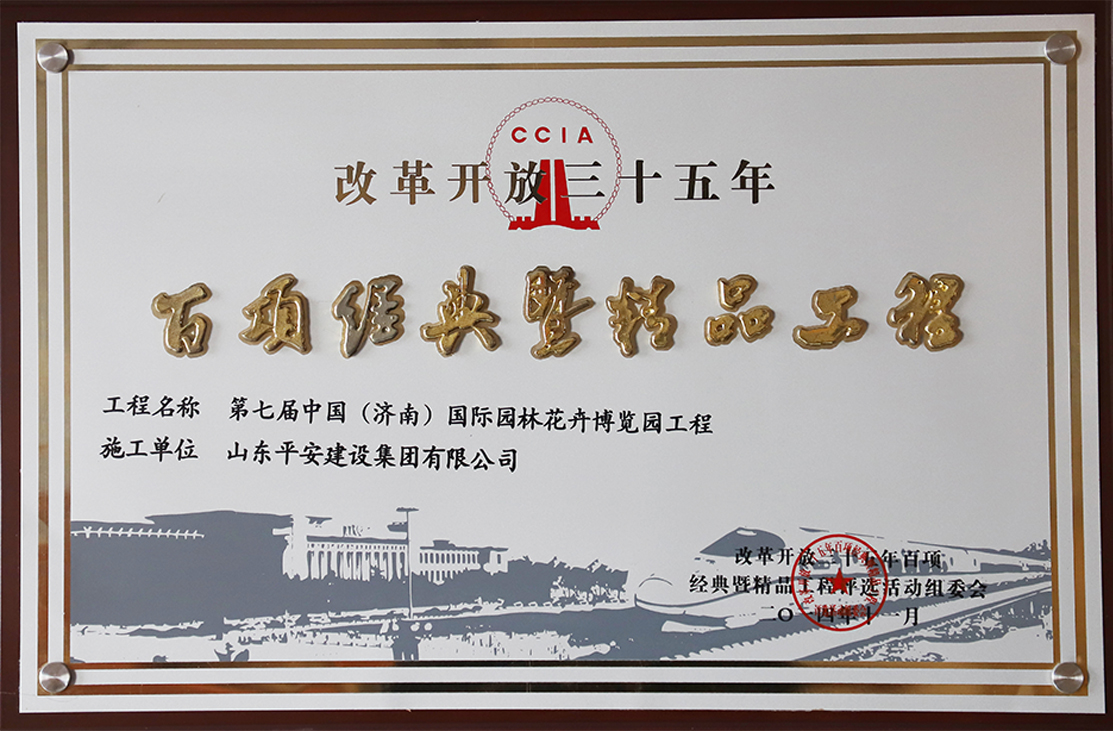 CCIA
改革开放三十五年
百项经典暨精品工程
工程名称 第七届中国（济南）国际园林花卉博览园工程
施工单位 山东平安建设集团有限公司
改革开放三十五年百项
经典暨精品工程评选活动组委会
二〇一四年十一月